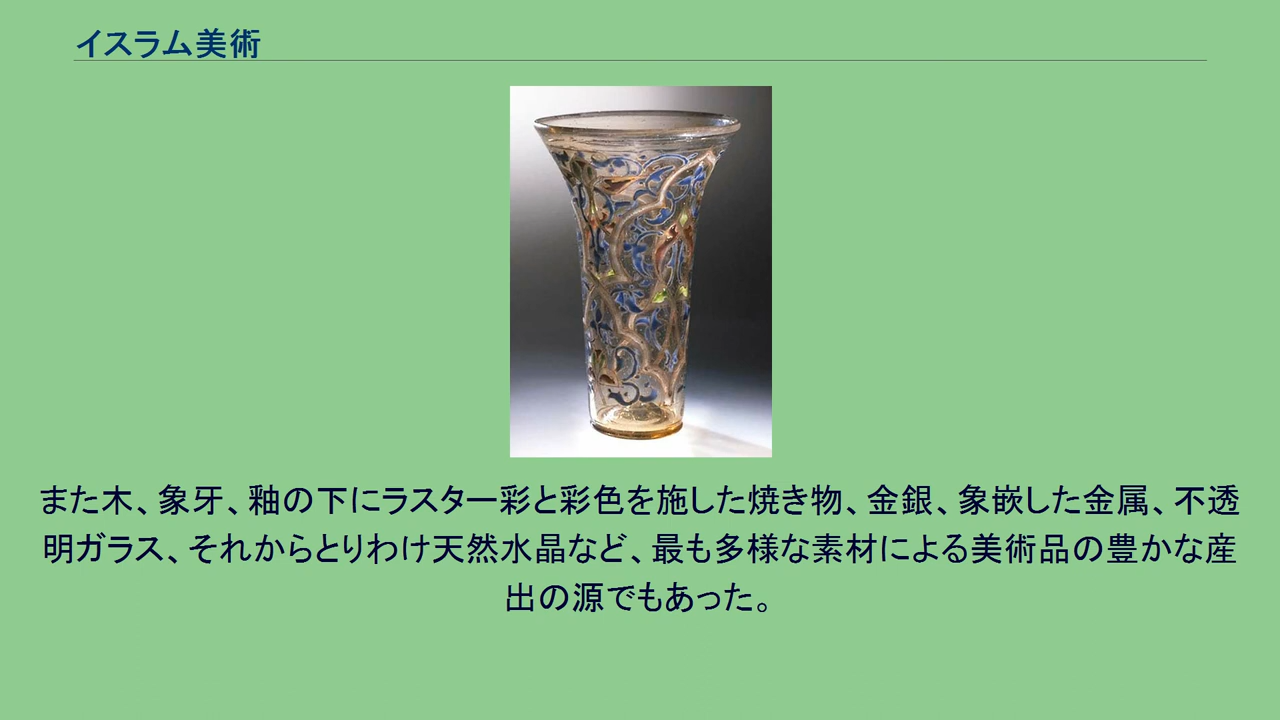 イスラム美術
また木、象牙、釉の下にラスター彩と彩色を施した焼き物、金銀、象嵌した金属、不透
明ガラス、それからとりわけ天然水晶など、最も多様な素材による美術品の豊かな産
出の源でもあった。